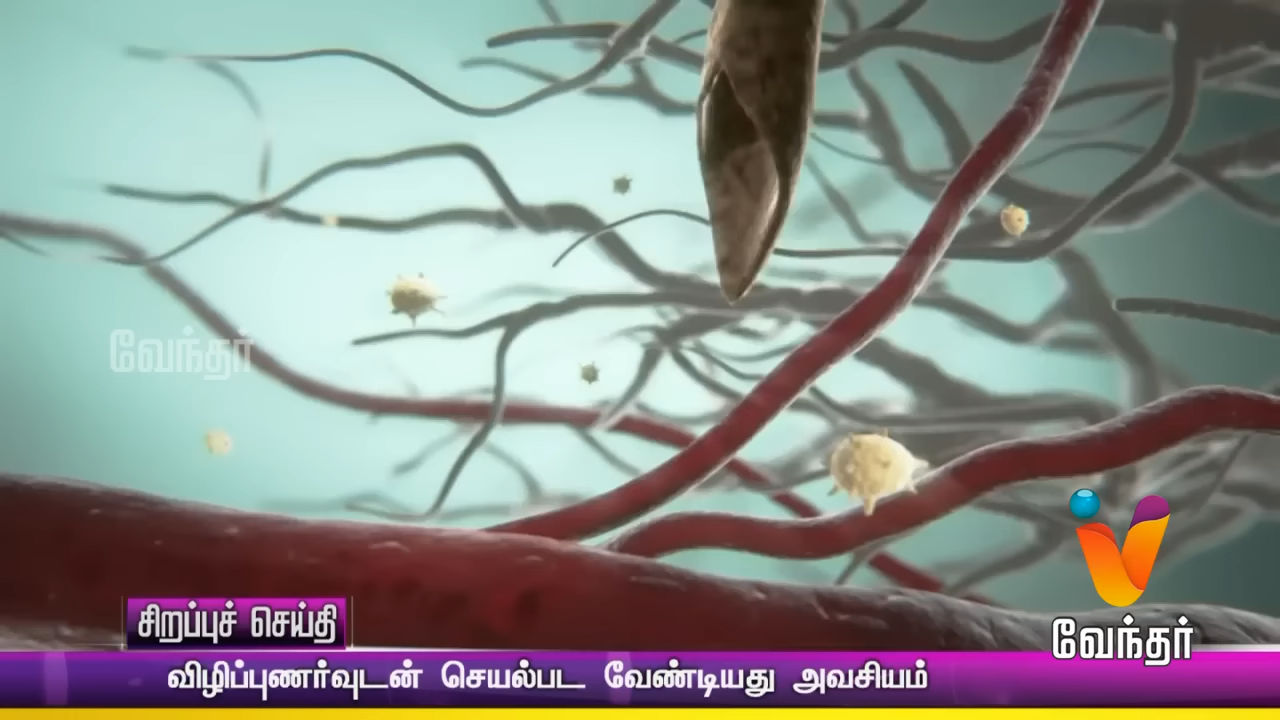 வேந்தர்
சிறப்புச் செய்தி
வேந்தர்
விழிப்புணர்வுடன் செயல்பட வேண்டியது அவசியம்